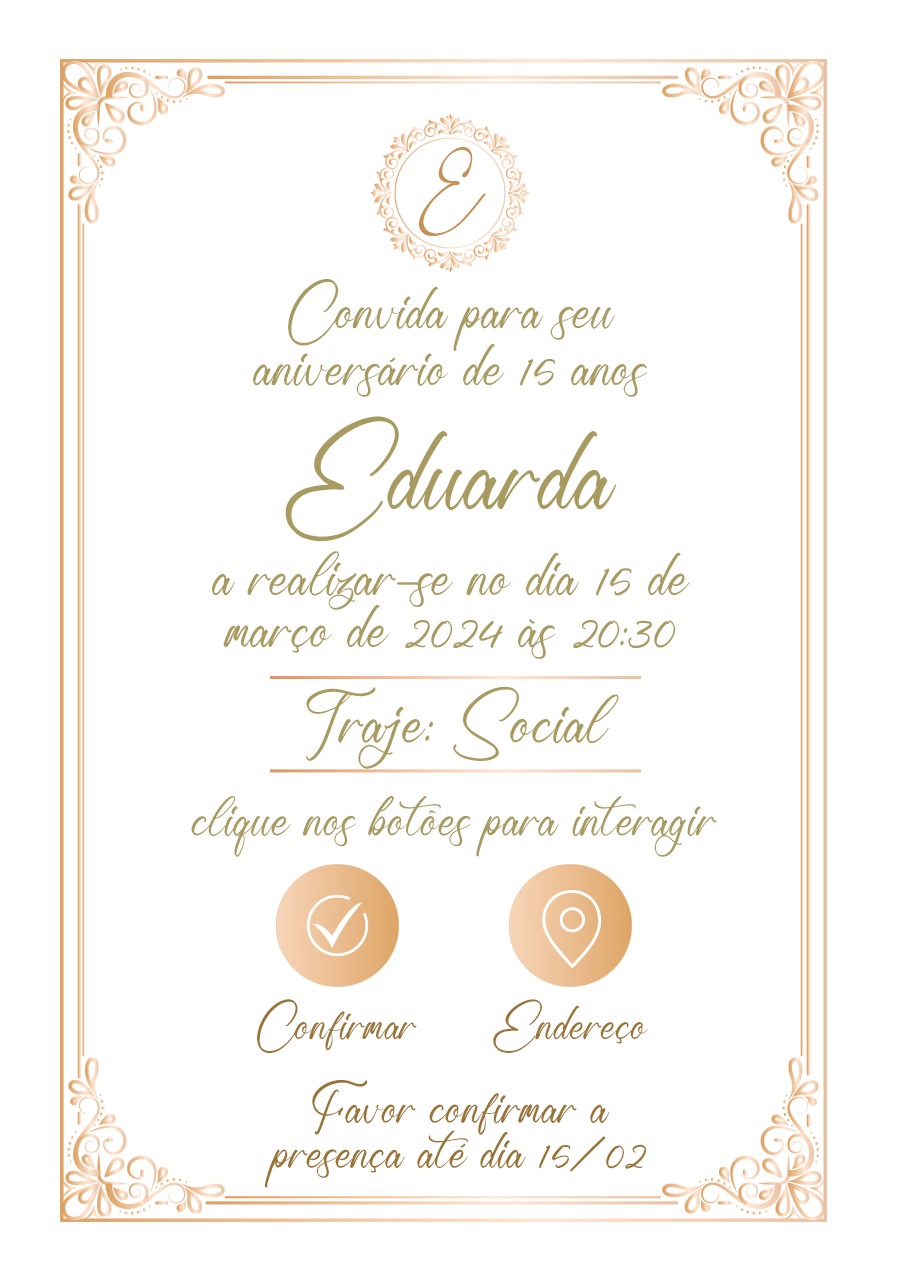 E
Convida para seu
aniversário de 15 anos
Eduarda
a realizar-se no dia 15 de
março de 2024 às 20:30
Traje: Social
clique nos botões para interagir
Confirmar Endereço
Favor confirmar a
presença até dia 15/02